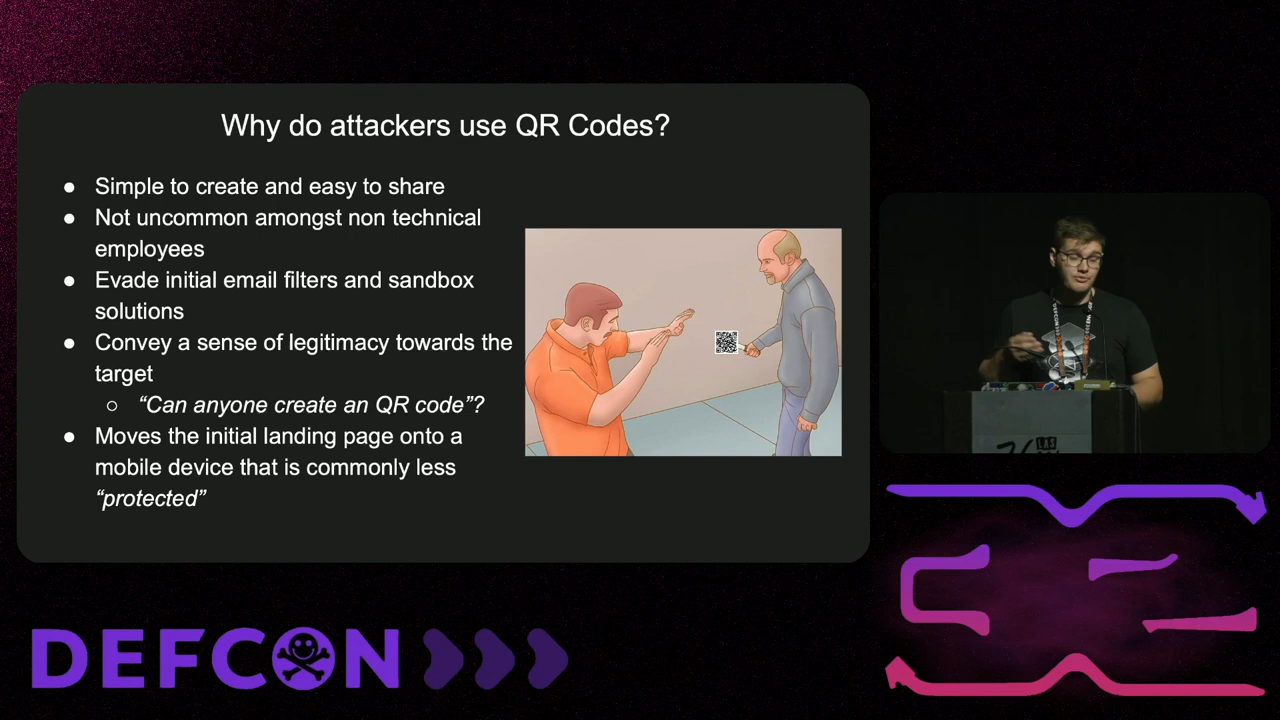 Why do attackers use QR Codes?
● Simple to create and easy to share
● Not uncommon amongst non technical
employees
● Evade initial email filters and sandbox
solutions
● Convey a sense of legitimacy towards the
target
○ “Can anyone create an QR code”?
● Moves the initial landing page onto a
mobile device that is commonly less
“protected”
DEFCON
DEFCON
LAS